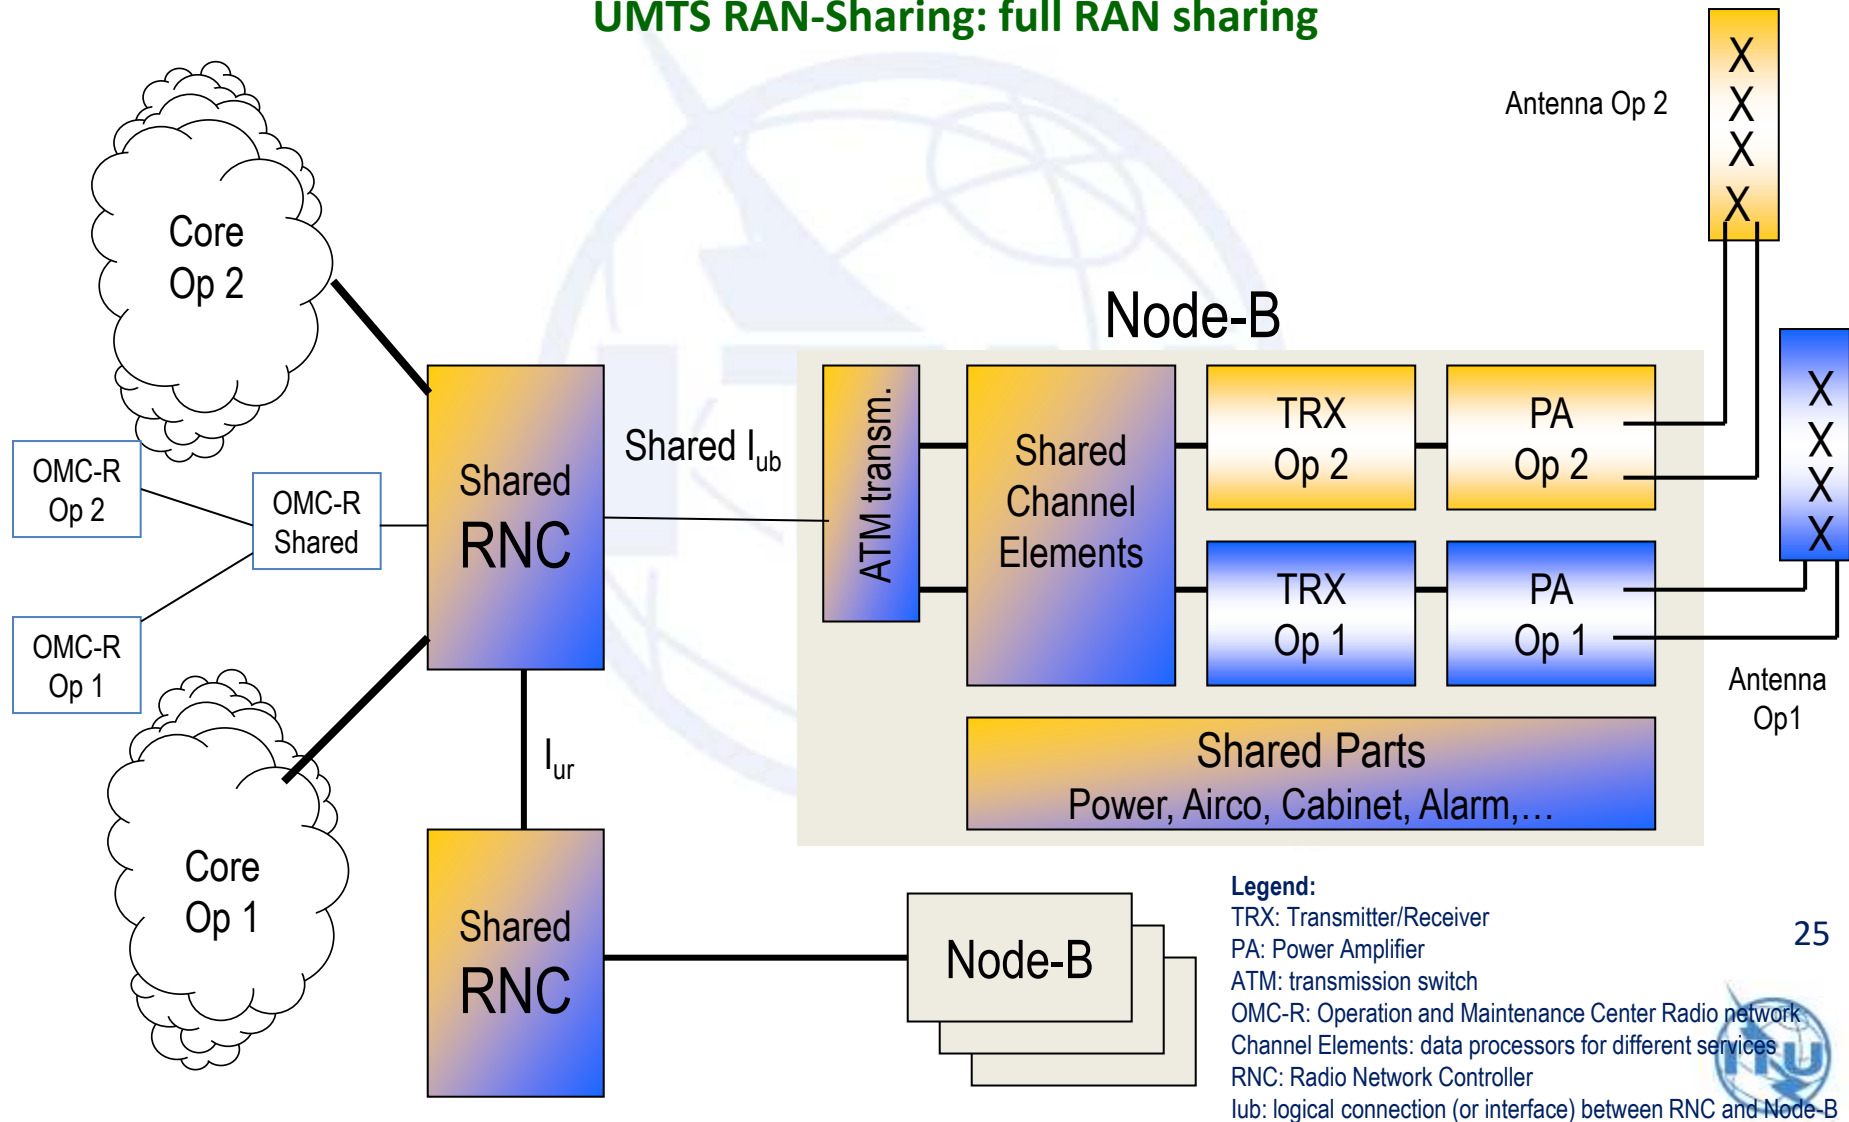 UMTS RAN-Sharing: full RAN sharing
Antenna Op 2
X
X
X
X
Core
Op 2
Node-B
OMC-R
Op 2
OMC-R
Shared
OMC-R
Op 1
Shared
RNC
Shared Iub
ATM transm.
Shared
Channel
Elements
TRX
Op 2
PA
Op 2
TRX
Op 1
PA
Op 1
X
X
X
X
Antenna
Op1
Shared Parts
Power, Airco, Cabinet, Alarm,…
Iur
Core
Op 1
Shared
RNC
Node-B
Legend:
TRX: Transmitter/Receiver
PA: Power Amplifier
ATM: transmission switch
OMC-R: Operation and Maintenance Center Radio network
Channel Elements: data processors for different services
RNC: Radio Network Controller
Iub: logical connection (or interface) between RNC and Node-B
25
ITU